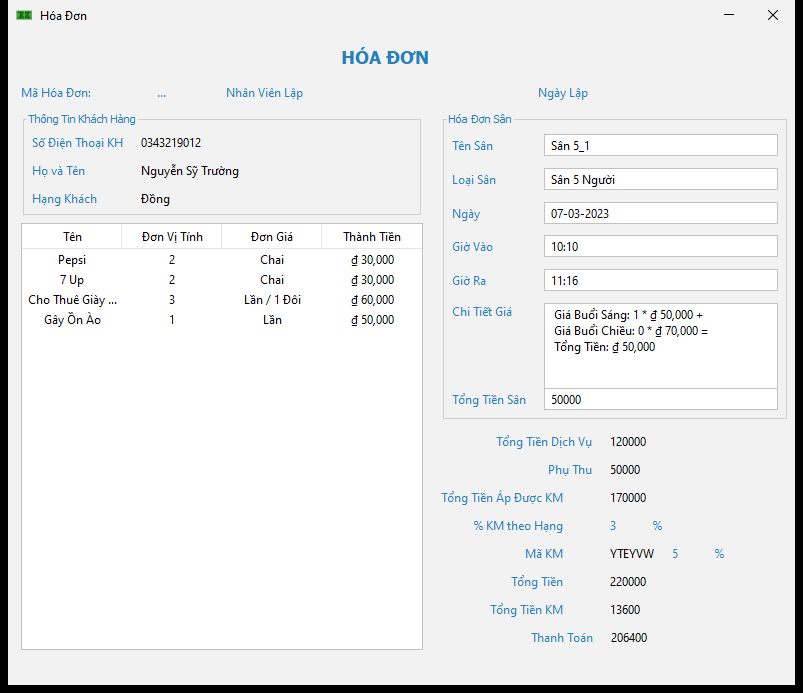 Hóa Đơn
HÓA ĐƠN
Mã Hóa Đơn: ... Nhân Viên Lập Ngày Lập
Thông Tin Khách Hàng
Số Điện Thoại KH 0343219012
Họ và Tên Nguyễn Sỹ Trường
Hạng Khách Đồng
Tên Đơn Vị Tính Đơn Giá Thành Tiền
Pepsi 2 Chai ₫ 30,000
7 Up 2 Chai ₫ 30,000
Cho Thuê Giày ... 3 Lần / 1 Đôi ₫ 60,000
Gây Ồn Ào 1 Lần ₫ 50,000
Hóa Đơn Sân
Tên Sân Sân 5_1
Loại Sân Sân 5 Người
Ngày 07-03-2023
Giờ Vào 10:10
Giờ Ra 11:16
Chi Tiết Giá Giá Buổi Sáng: 1 * ₫ 50,000 +
Giá Buổi Chiều: 0 * ₫ 70,000 =
Tổng Tiền: ₫ 50,000
Tổng Tiền Sân 50000
Tổng Tiền Dịch Vụ 120000
Phụ Thu 50000
Tổng Tiền Áp Được KM 170000
% KM theo Hạng 3 %
Mã KM YTEYVW 5 %
Tổng Tiền 220000
Tổng Tiền KM 13600
Thanh Toán 206400